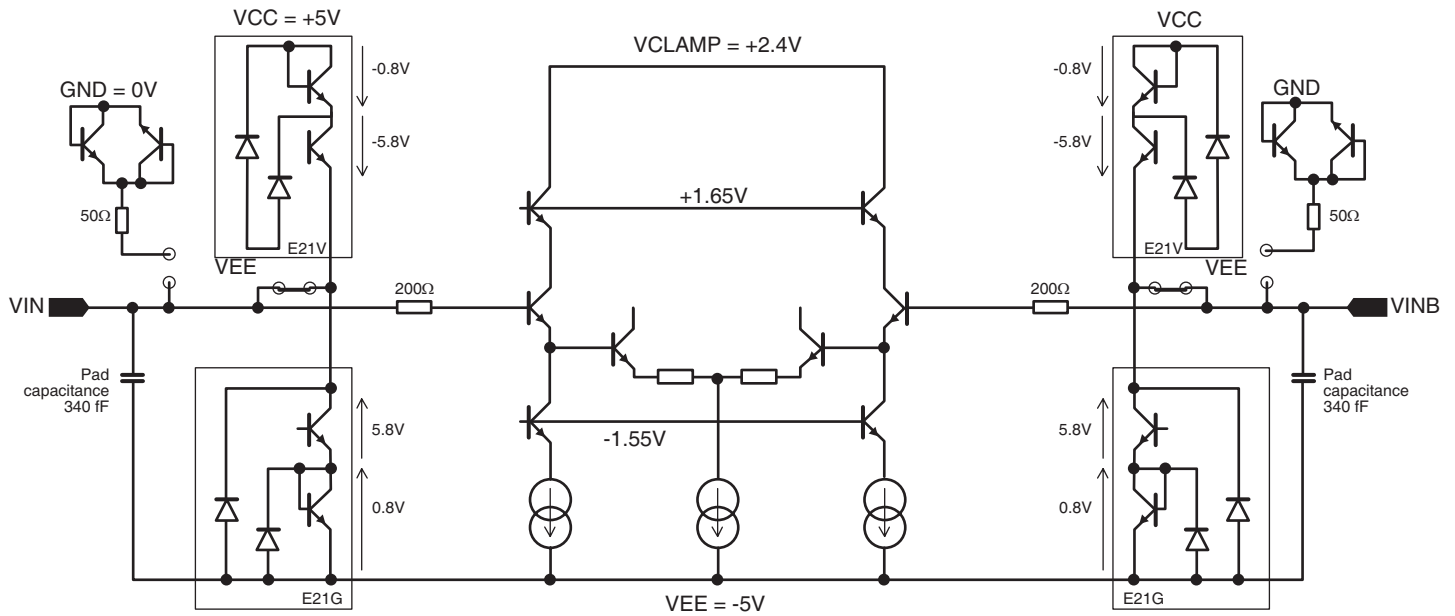 VCC = +5V
VCC
VCLAMP = +2.4V
GND = 0V
-0.8V
-0.8V
GND
-5.8V
-5.8V
50Ω
+1.65V
50Ω
E21V
E21V
VEE
VEE
VIN
200Ω
200Ω
VINB
Pad
capacitance
340 fF
Pad
capacitance
340 fF
5.8V
-1.55V
5.8V
0.8V
0.8V
E21G
VEE = -5V
E21G